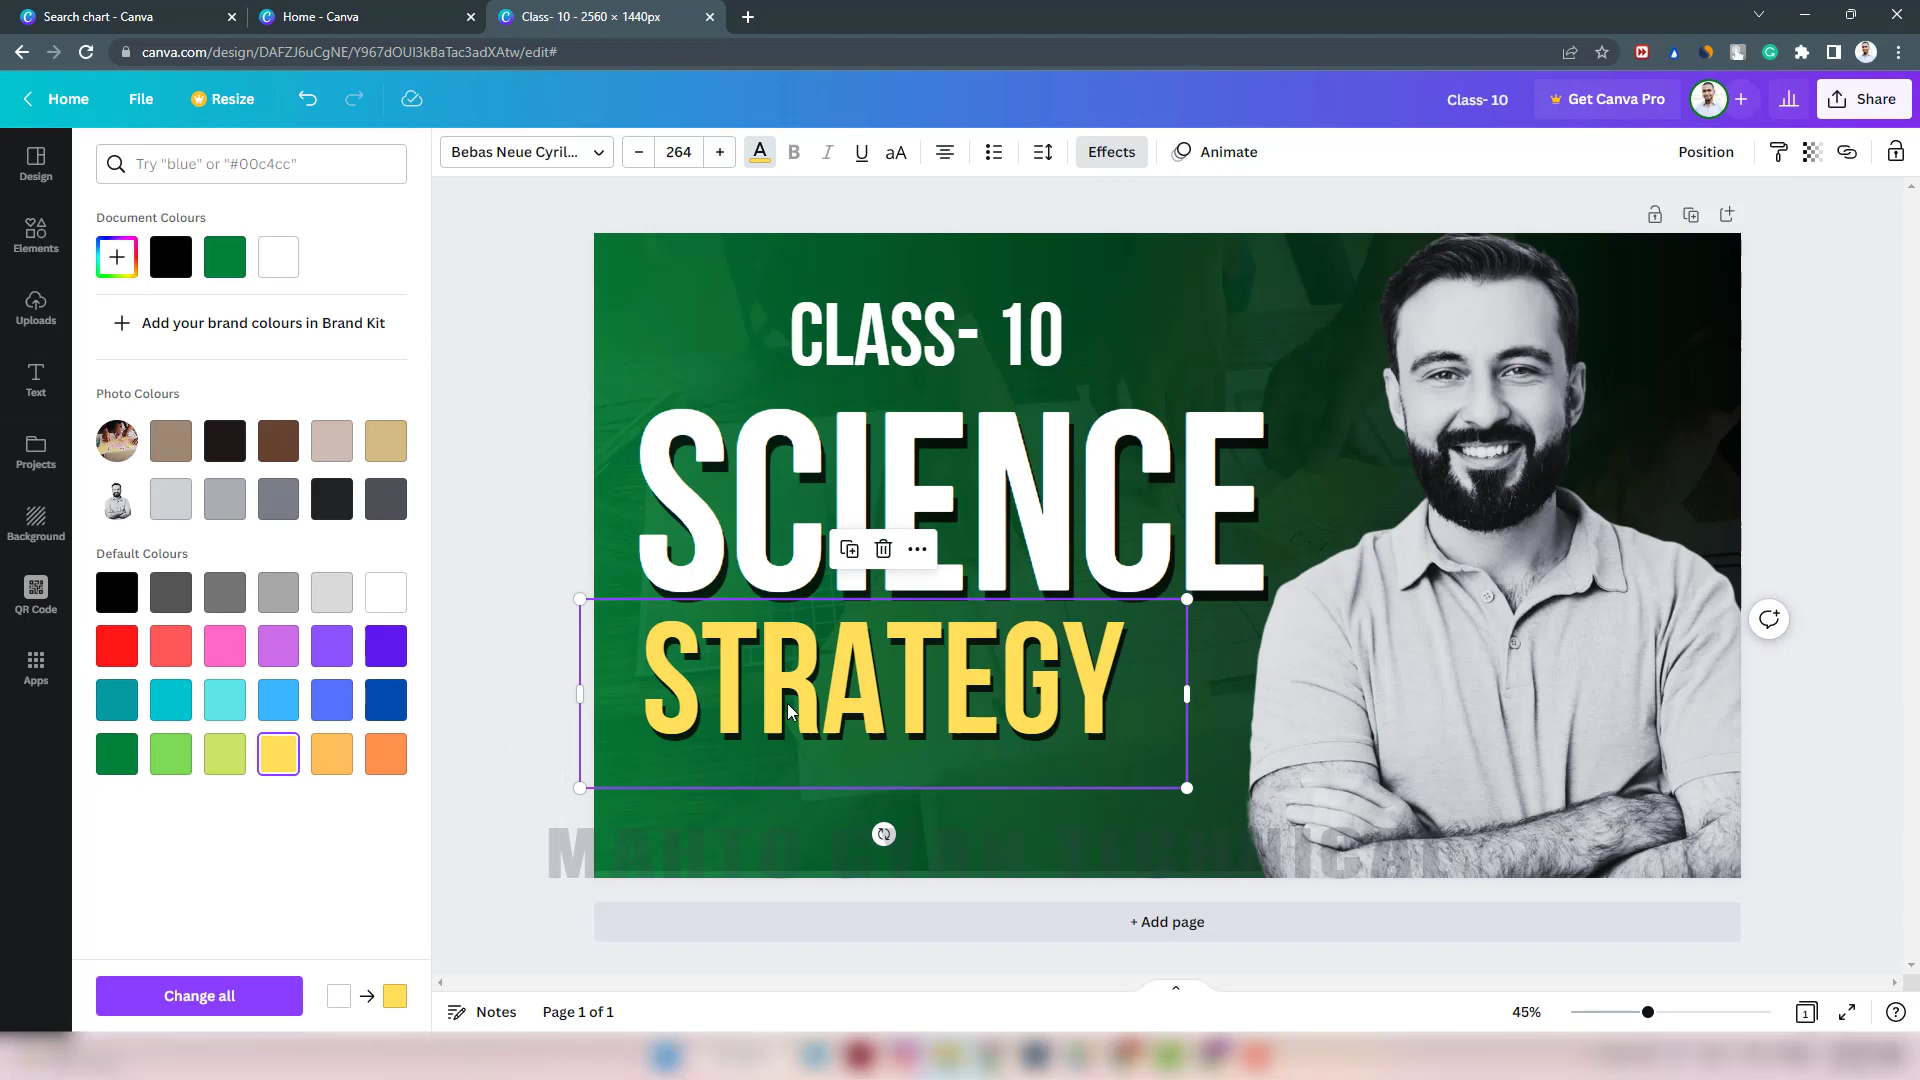 Search chart - Canva
Home - Canva
Class- 10 - 2560 × 1440px
canva.com/design/DAFZJ6uCgNE/Y967dOUI3kBaTac3adXAtw/edit#
Home File Resize Class- 10 Get Canva Pro Share
Try "blue" or "#00c4cc"
Bebas Neue Cyril... 264 A B I U aA Effects Animate Position
Design
Elements
Uploads
Text
Projects
Background
QR Code
Apps
Document Colours
Add your brand colours in Brand Kit
Photo Colours
Default Colours
Change all
CLASS- 10
SCIENCE
STRATEGY
+ Add page
Notes Page 1 of 1 45% 1